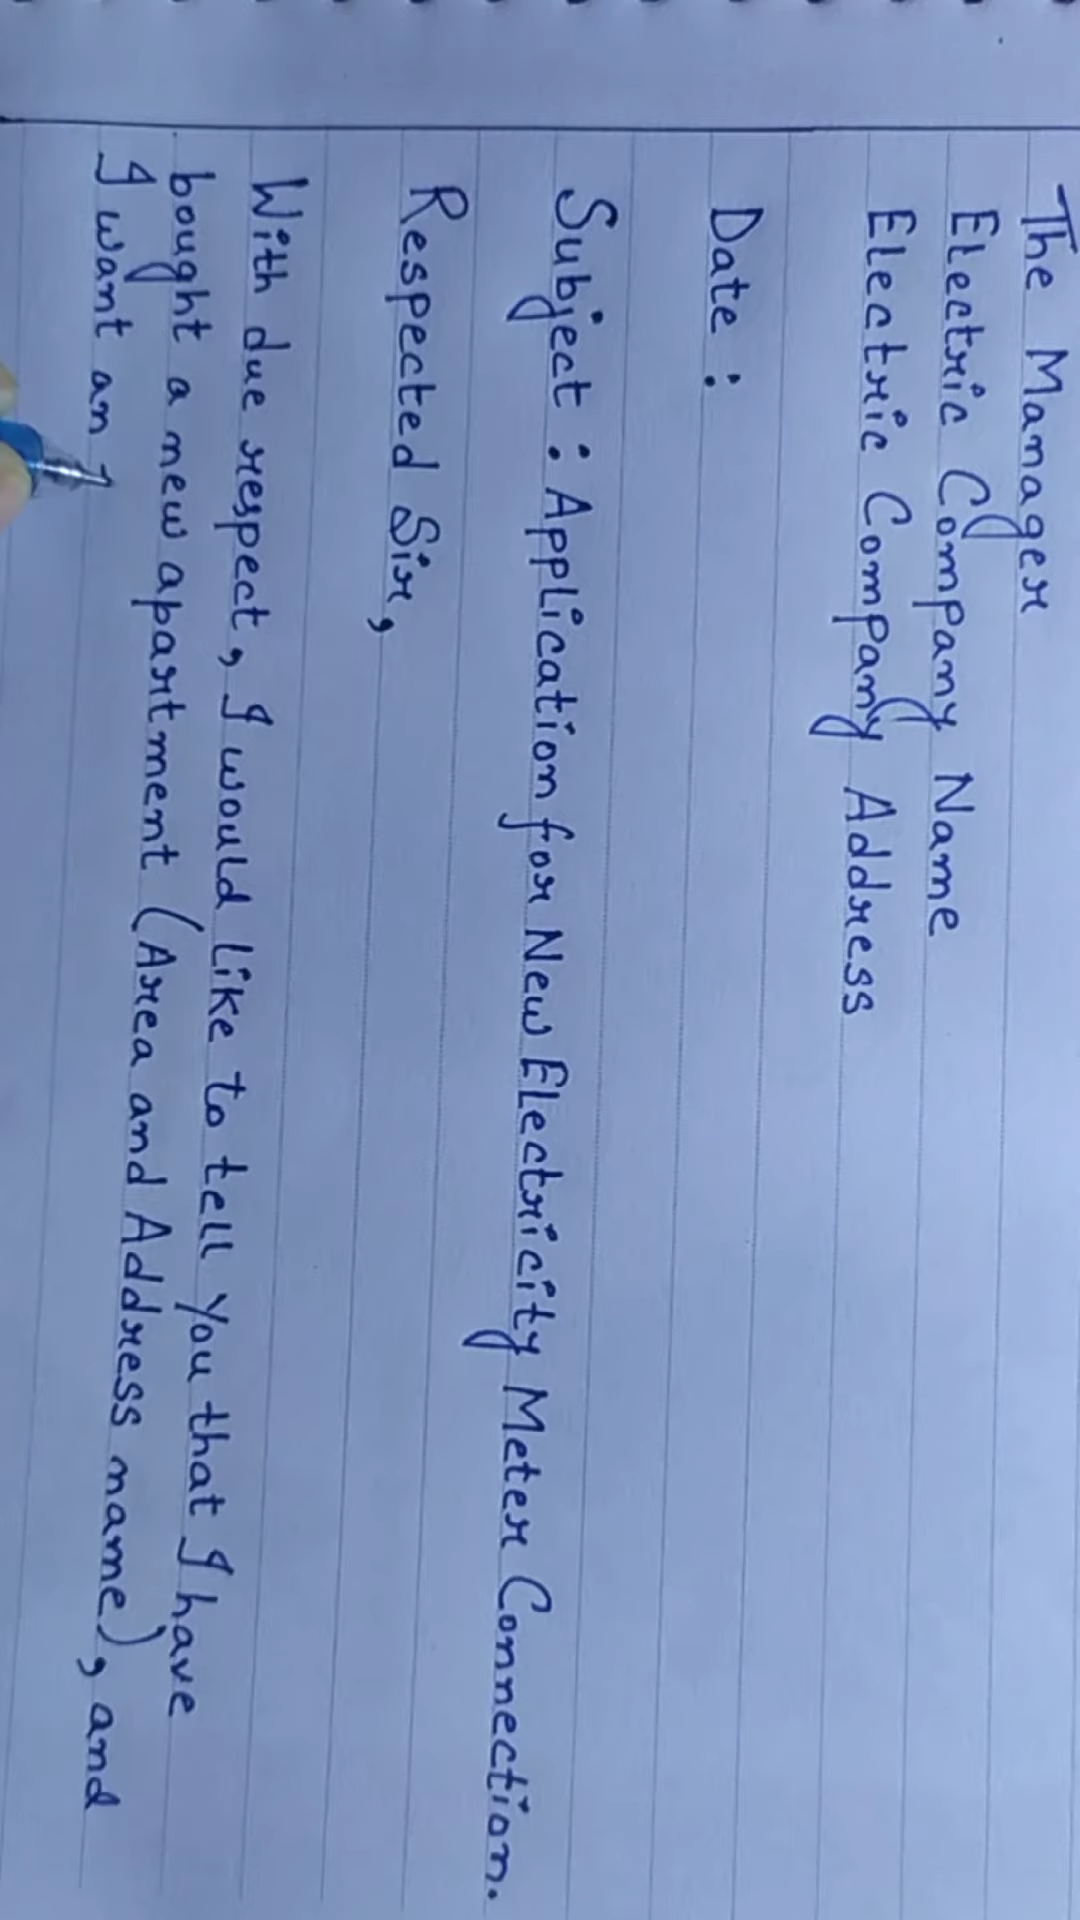 The Manager
Electric Company Name
Electric Company Address
Date :
Subject : Application for New Electricity Meter Connection.
Respected Sir,
With due respect, I would like to tell you that I have
bought a new apartment (Area and Address name), and
I want an